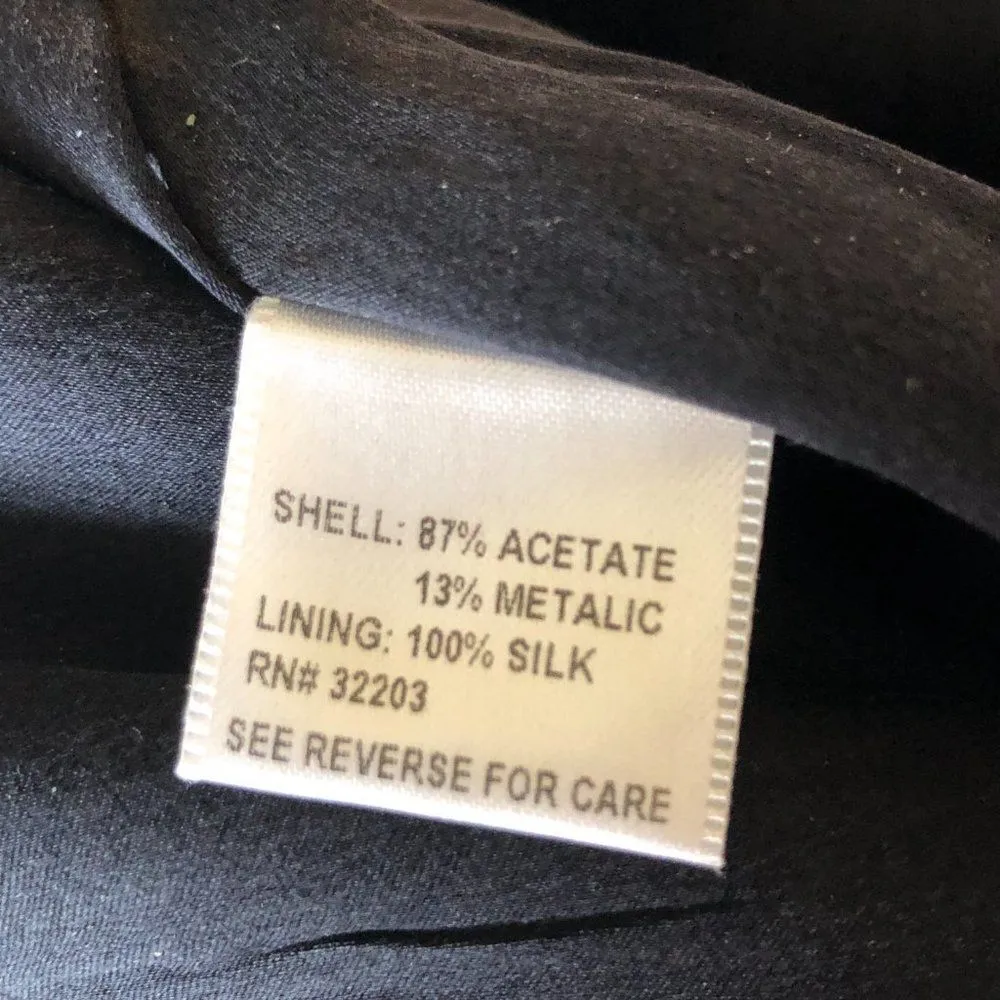 SHELL: 87% ACETATE
13% METALIC
LINING: 100% SILK
RN# 32203
SEE REVERSE FOR CARE